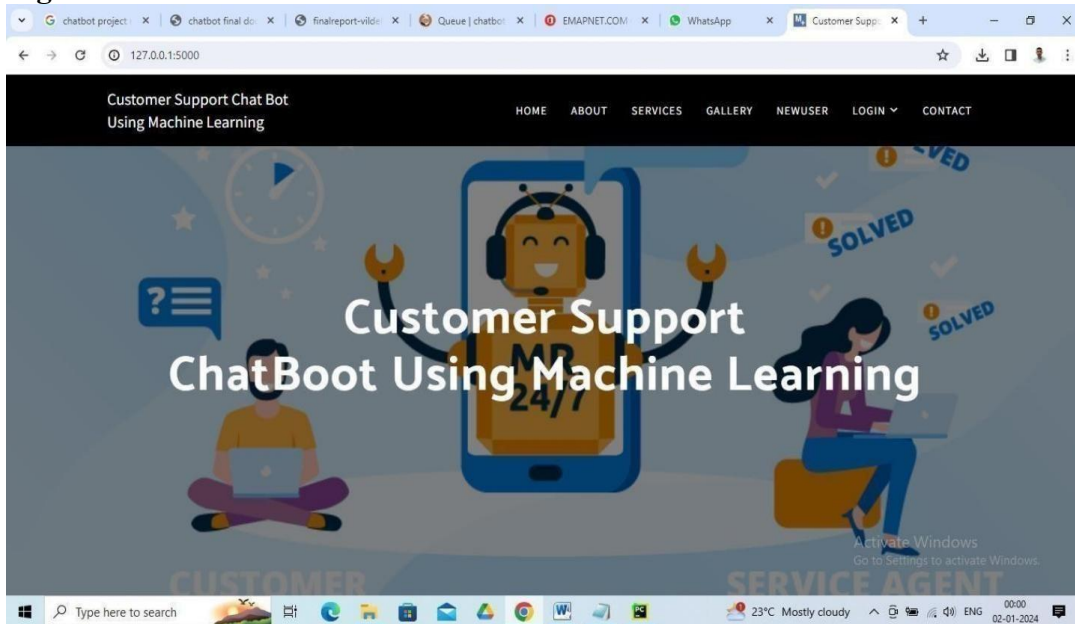 chatbot project
chatbot final do
finalreport-vilde
Queue | chatbot
EMAPNET.COM
WhatsApp
Customer Supp
127.0.0.1:5000
Customer Support Chat Bot
Using Machine Learning
HOME ABOUT SERVICES GALLERY NEWUSER LOGIN CONTACT
SOLVED
SOLVED
Customer Support
ChatBoot Using Machine Learning
MR
24/7
Activate Windows
Go to Settings to activate Windows.
CUSTOMER
SERVICE AGENT
Type here to search
23°C Mostly cloudy
ENG
00:00
02-01-2024